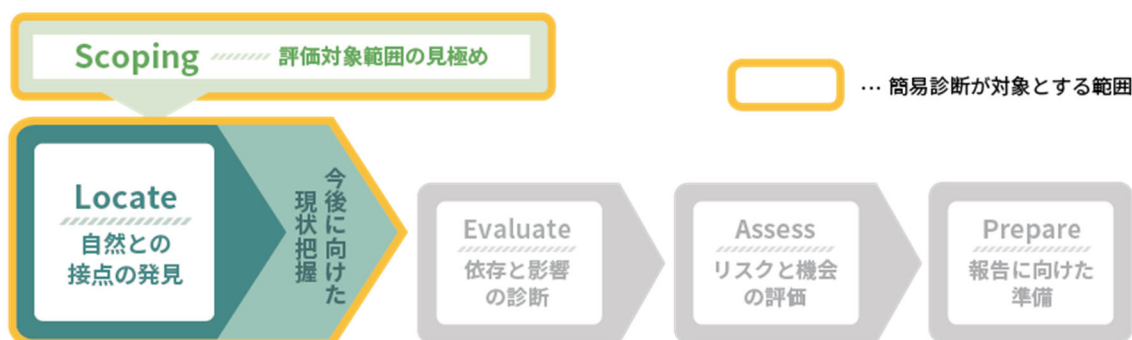 Scoping 評価対象範囲の見極め
… 簡易診断が対象とする範囲
Locate
自然との
接点の発見
今後に向けた
現状把握
Evaluate
依存と影響
の診断
Assess
リスクと機会
の評価
Prepare
報告に向けた
準備